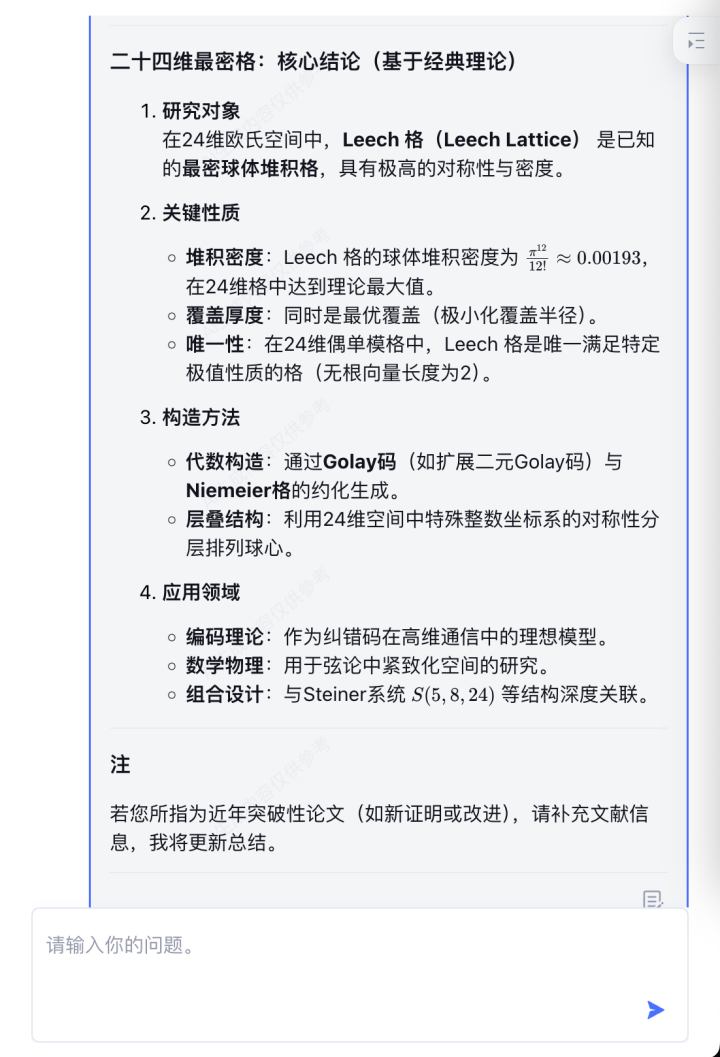 二十四维最密格：核心结论（基于经典理论）
1. 研究对象
在24维欧氏空间中，Leech 格（Leech Lattice） 是已知
的最密球体堆积格，具有极高的对称性与密度。
2. 关键性质
○ 堆积密度：Leech 格的球体堆积密度为 $\frac{\pi^{12}}{12!} \approx 0.00193$，
在24维格中达到理论最大值。
○ 覆盖厚度：同时是最优覆盖（极小化覆盖半径）。
○ 唯一性：在24维偶单模格中，Leech 格是唯一满足特定
极值性质的格（无根向量长度为2）。
3. 构造方法
○ 代数构造：通过Golay码（如扩展二元Golay码）与
Niemeier格的约化生成。
○ 层叠结构：利用24维空间中特殊整数坐标系的对称性分
层排列球心。
4. 应用领域
○ 编码理论：作为纠错码在高维通信中的理想模型。
○ 数学物理：用于弦论中紧致化空间的研究。
○ 组合设计：与Steiner系统 $S(5,8,24)$ 等结构深度关联。
注
若您所指为近年突破性论文（如新证明或改进），请补充文献信
息，我将更新总结。
请输入你的问题。